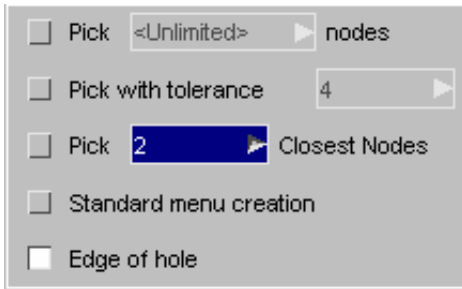 Pick <Unlimited> nodes
Pick with tolerance 4
Pick 2 Closest Nodes
Standard menu creation
Edge of hole